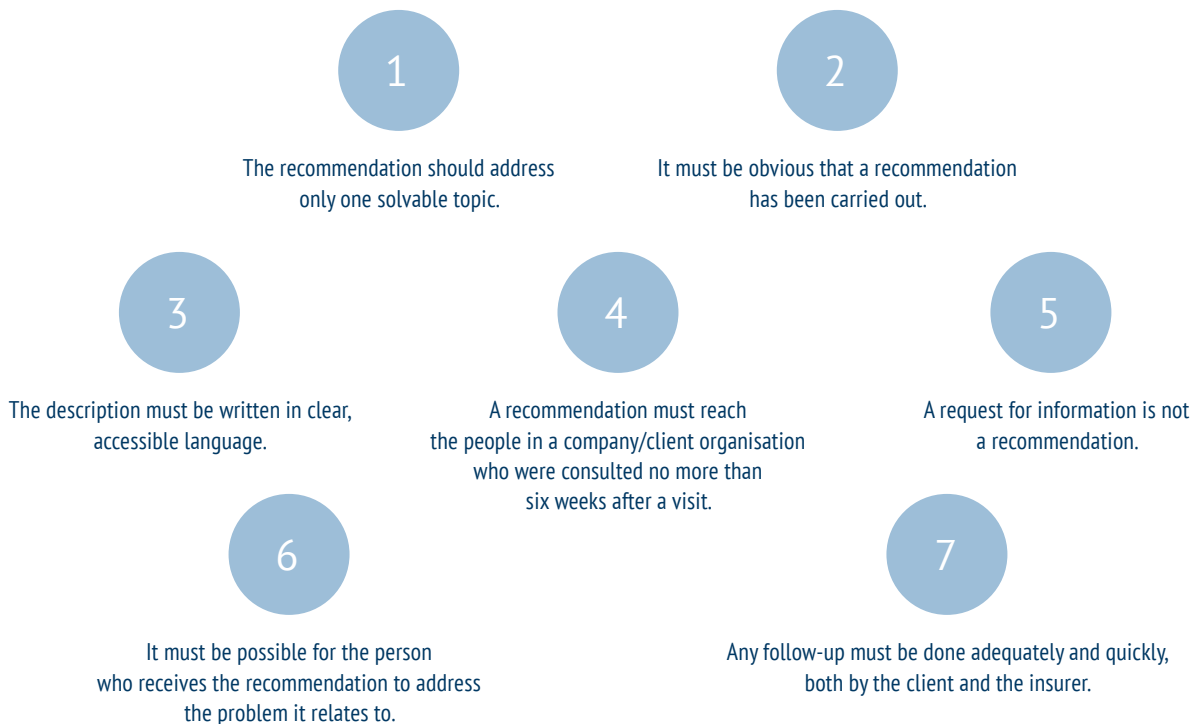 1
The recommendation should address
only one solvable topic.
2
It must be obvious that a recommendation
has been carried out.
3
The description must be written in clear,
accessible language.
4
A recommendation must reach
the people in a company/client organisation
who were consulted no more than
six weeks after a visit.
5
A request for information is not
a recommendation.
6
It must be possible for the person
who receives the recommendation to address
the problem it relates to.
7
Any follow-up must be done adequately and quickly,
both by the client and the insurer.